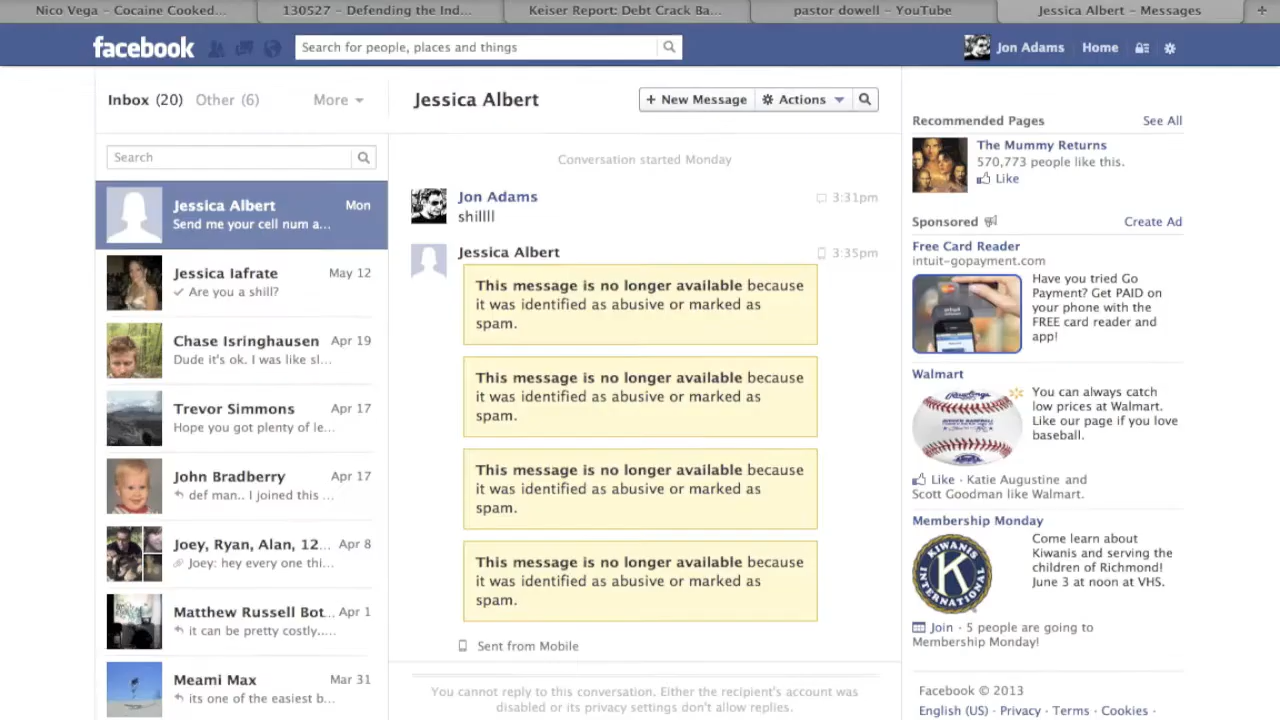 Nico Vega – Cocaine Cooked...
130527 – Defending the Ind...
Keiser Report: Debt Crack Ba...
pastor dowell – YouTube
Jessica Albert – Messages
facebook
Search for people, places and things
Jon Adams
Home
Inbox (20)
Other (6)
More
Search
Jessica Albert
Mon
Send me your cell num a...
Jessica Iafrate
May 12
Are you a shill?
Chase Isringhausen
Apr 19
Dude it's ok. I was like sl...
Trevor Simmons
Apr 17
Hope you got plenty of le...
John Bradberry
Apr 17
def man.. I joined this ...
Joey, Ryan, Alan, 12...
Apr 8
Joey: hey every one thi...
Matthew Russell Bot...
Apr 1
it can be pretty costly....
Meami Max
Mar 31
its one of the easiest b...
Jessica Albert
+ New Message
Actions
Conversation started Monday
Jon Adams
3:31pm
shillll
Jessica Albert
3:35pm
This message is no longer available because
it was identified as abusive or marked as
spam.
This message is no longer available because
it was identified as abusive or marked as
spam.
This message is no longer available because
it was identified as abusive or marked as
spam.
This message is no longer available because
it was identified as abusive or marked as
spam.
Sent from Mobile
You cannot reply to this conversation. Either the recipient's account was
disabled or its privacy settings don't allow replies.
Recommended Pages
See All
The Mummy Returns
570,773 people like this.
Like
Sponsored
Create Ad
Free Card Reader
intuit-gopayment.com
Have you tried Go
Payment? Get PAID on
your phone with the
FREE card reader and
app!
Walmart
Rawlings
You can always catch
low prices at Walmart.
Like our page if you love
baseball.
Like · Katie Augustine and
Scott Goodman like Walmart.
Membership Monday
KIWANIS
K
INTERNATIONAL
Come learn about
Kiwanis and serving the
children of Richmond!
June 3 at noon at VHS.
Join · 5 people are going to
Membership Monday!
Facebook © 2013
English (US) · Privacy · Terms · Cookies ·